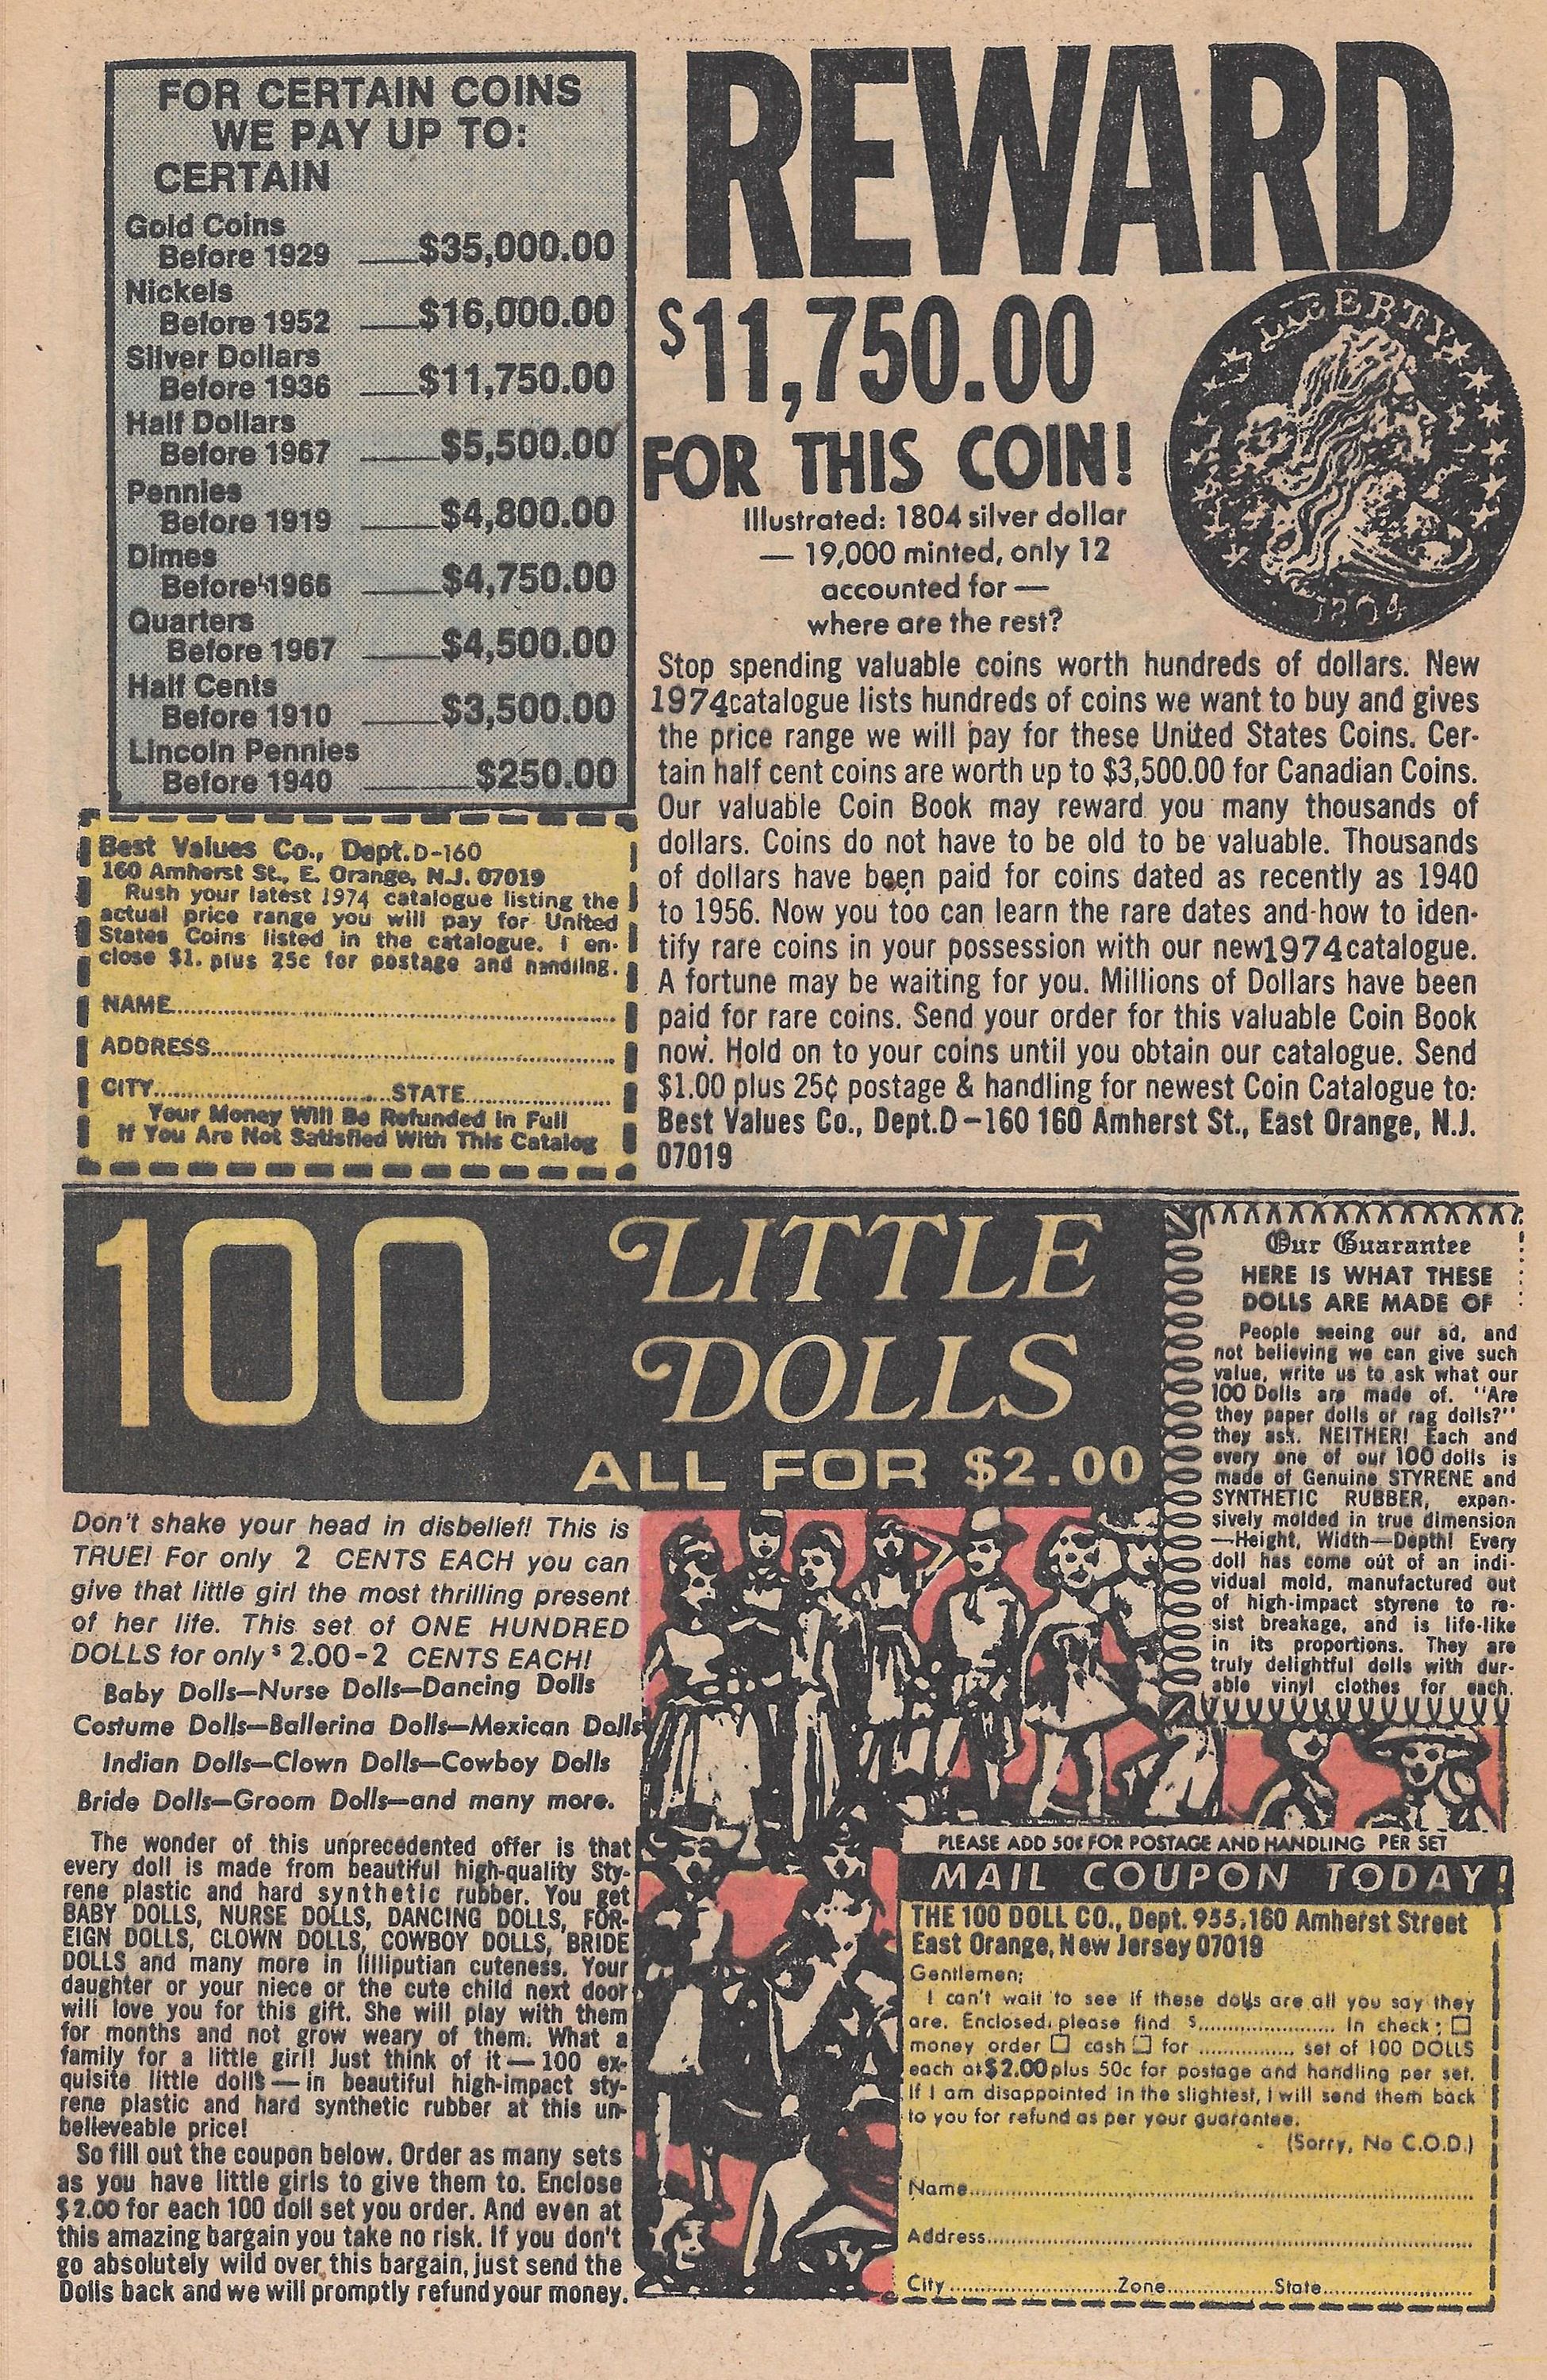 FOR CERTAIN COINS
WE PAY UP TO:
CERTAIN
Gold Coins
Before 1929 ___$35,000.00
Nickels
Before 1952 ___$16,000.00
Silver Dollars
Before 1936 ___$11,750.00
Half Dollars
Before 1967 ____$5,500.00
Pennies
Before 1919 ____$4,800.00
Dimes
Before 1966 ____$4,750.00
Quarters
Before 1967 ____$4,500.00
Half Cents
Before 1910 ____$3,500.00
Lincoln Pennies
Before 1940 ______$250.00
Best Values Co., Dept. D-160
160 Amherst St., E. Orange, N.J. 07019
Rush your latest 1974 catalogue listing the
actual price range you will pay for United
States Coins listed in the catalogue. I en-
close $1. plus 25c for postage and handling.
NAME..........
ADDRESS..........
CITY..........STATE..........
Your Money Will Be Refunded in Full
If You Are Not Satisfied With This Catalog
REWARD
$11,750.00
FOR THIS COIN!
LIBERTY
1804
Illustrated: 1804 silver dollar
— 19,000 minted, only 12
accounted for —
where are the rest?
Stop spending valuable coins worth hundreds of dollars. New
1974 catalogue lists hundreds of coins we want to buy and gives
the price range we will pay for these United States Coins. Cer-
tain half cent coins are worth up to $3,500.00 for Canadian Coins.
Our valuable Coin Book may reward you many thousands of
dollars. Coins do not have to be old to be valuable. Thousands
of dollars have been paid for coins dated as recently as 1940
to 1956. Now you too can learn the rare dates and how to iden-
tify rare coins in your possession with our new 1974 catalogue.
A fortune may be waiting for you. Millions of Dollars have been
paid for rare coins. Send your order for this valuable Coin Book
now. Hold on to your coins until you obtain our catalogue. Send
$1.00 plus 25¢ postage & handling for newest Coin Catalogue to:
Best Values Co., Dept.D-160 160 Amherst St., East Orange, N.J.
07019
100 LITTLE
DOLLS
ALL FOR $2.00
Our Guarantee
HERE IS WHAT THESE
DOLLS ARE MADE OF
People seeing our ad, and
not believing we can give such
value, write us to ask what our
100 Dolls are made of. "Are
they paper dolls or rag dolls?"
they ask. NEITHER! Each and
every one of our 100 dolls is
made of Genuine STYRENE and
SYNTHETIC RUBBER, expan-
sively molded in true dimension
—Height, Width—Depth! Every
doll has come out of an indi-
vidual mold, manufactured out
of high-impact styrene to re-
sist breakage, and is life-like
in its proportions. They are
truly delightful dolls with dur-
able vinyl clothes for each.
Don't shake your head in disbelief! This is
TRUE! For only 2 CENTS EACH you can
give that little girl the most thrilling present
of her life. This set of ONE HUNDRED
DOLLS for only $ 2.00-2 CENTS EACH!
Baby Dolls—Nurse Dolls—Dancing Dolls
Costume Dolls—Ballerina Dolls—Mexican Dolls
Indian Dolls—Clown Dolls—Cowboy Dolls
Bride Dolls—Groom Dolls—and many more.
The wonder of this unprecedented offer is that
every doll is made from beautiful high-quality Sty-
rene plastic and hard synthetic rubber. You get
BABY DOLLS, NURSE DOLLS, DANCING DOLLS, FOR-
EIGN DOLLS, CLOWN DOLLS, COWBOY DOLLS, BRIDE
DOLLS and many more in lilliputian cuteness. Your
daughter or your niece or the cute child next door
will love you for this gift. She will play with them
for months and not grow weary of them. What a
family for a little girl! Just think of it—100 ex-
quisite little dolls—in beautiful high-impact sty-
rene plastic and hard synthetic rubber at this un-
believeable price!
So fill out the coupon below. Order as many sets
as you have little girls to give them to. Enclose
$2.00 for each 100 doll set you order. And even at
this amazing bargain you take no risk. If you don't
go absolutely wild over this bargain, just send the
Dolls back and we will promptly refund your money.
PLEASE ADD 50¢ FOR POSTAGE AND HANDLING PER SET
MAIL COUPON TODAY!
THE 100 DOLL CO., Dept. 955, 160 Amherst Street
East Orange, New Jersey 07019
Gentlemen:
I can't wait to see if these dolls are all you say they
are. Enclosed please find $.......... In check: ☐
money order ☐ cash ☐ for .......... set of 100 DOLLS
each at $2.00 plus 50c for postage and handling per set.
If I am disappointed in the slightest, I will send them back
to you for refund as per your guarantee.
(Sorry, No C.O.D.)
Name..........
Address..........
City..........Zone..........State..........